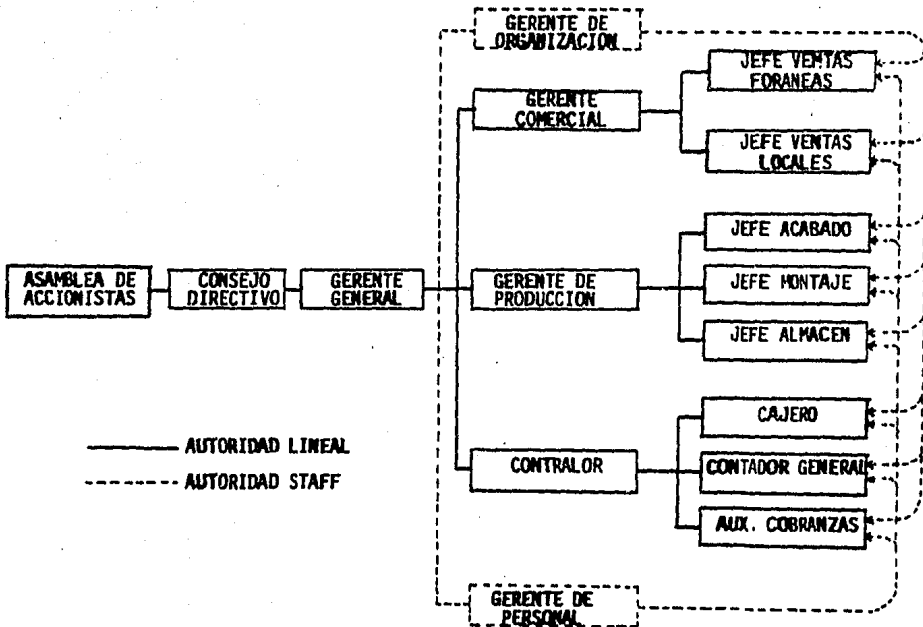 GERENTE DE
ORGANIZACION
JEFE VENTAS
FORANEAS
GERENTE
COMERCIAL
JEFE VENTAS
LOCALES
JEFE ACABADO
ASAMBLEA DE
ACCIONISTAS
CONSEJO
DIRECTIVO
GERENTE
GENERAL
GERENTE DE
PRODUCCION
JEFE MONTAJE
JEFE ALMACEN
CAJERO
AUTORIDAD LINEAL
CONTRALOR
CONTADOR GENERAL
AUTORIDAD STAFF
AUX. COBRANZAS
GERENTE DE
PERSONAL